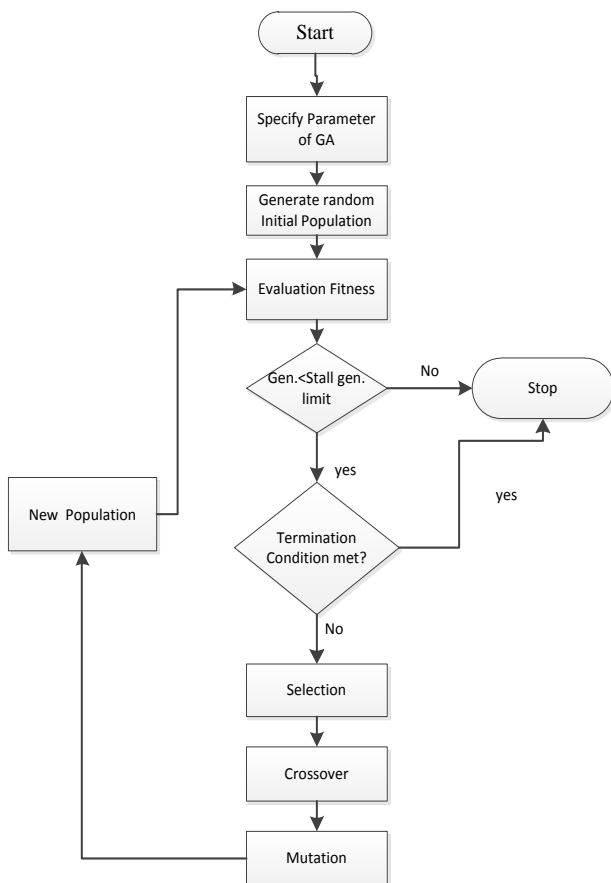 Start
Specify Parameter
of GA
Generate random
Initial Population
Evaluation Fitness
Gen.<Stall gen.
limit
No
Stop
yes
yes
New Population
Termination
Condition met?
No
Selection
Crossover
Mutation